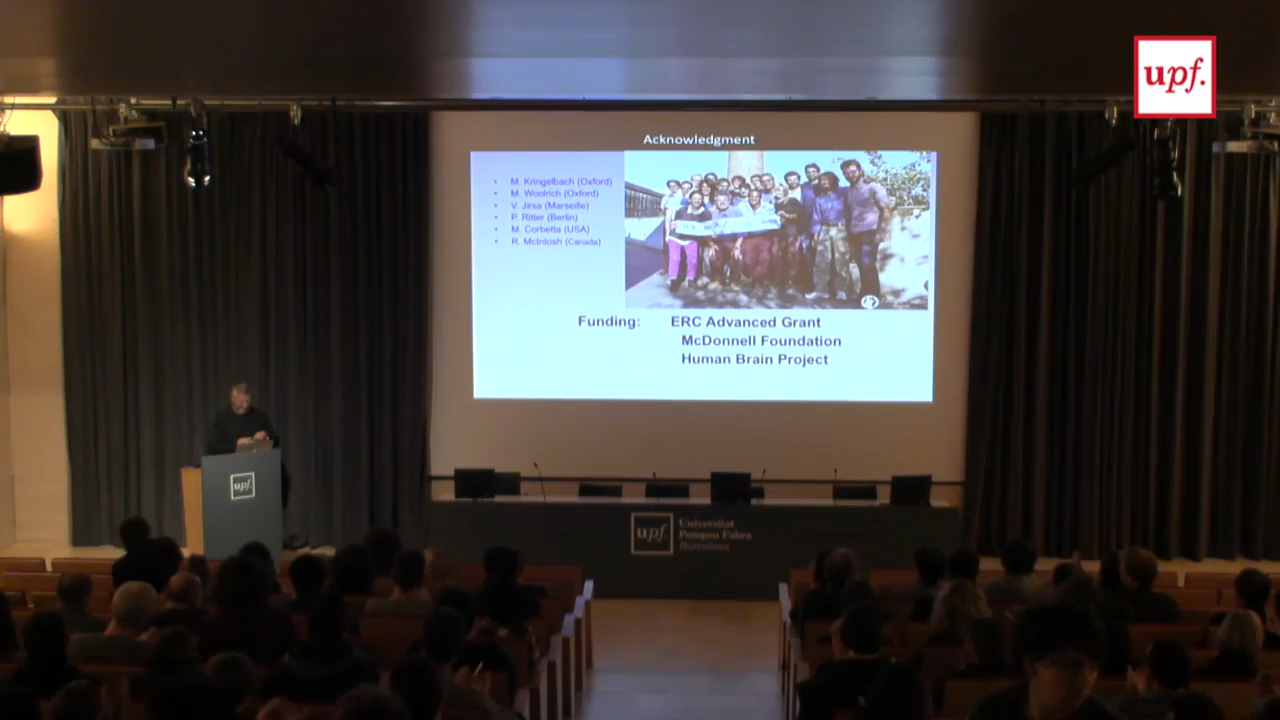 upf.
Acknowledgment
• M. Kringelbach (Oxford)
• M. Woolrich (Oxford)
• V. Jirsa (Marseille)
• P. Ritter (Berlin)
• M. Corbetta (USA)
• R. McIntosh (Canada)
Funding: ERC Advanced Grant
McDonnell Foundation
Human Brain Project
upf.
upf.
Universitat
Pompeu Fabra
Barcelona